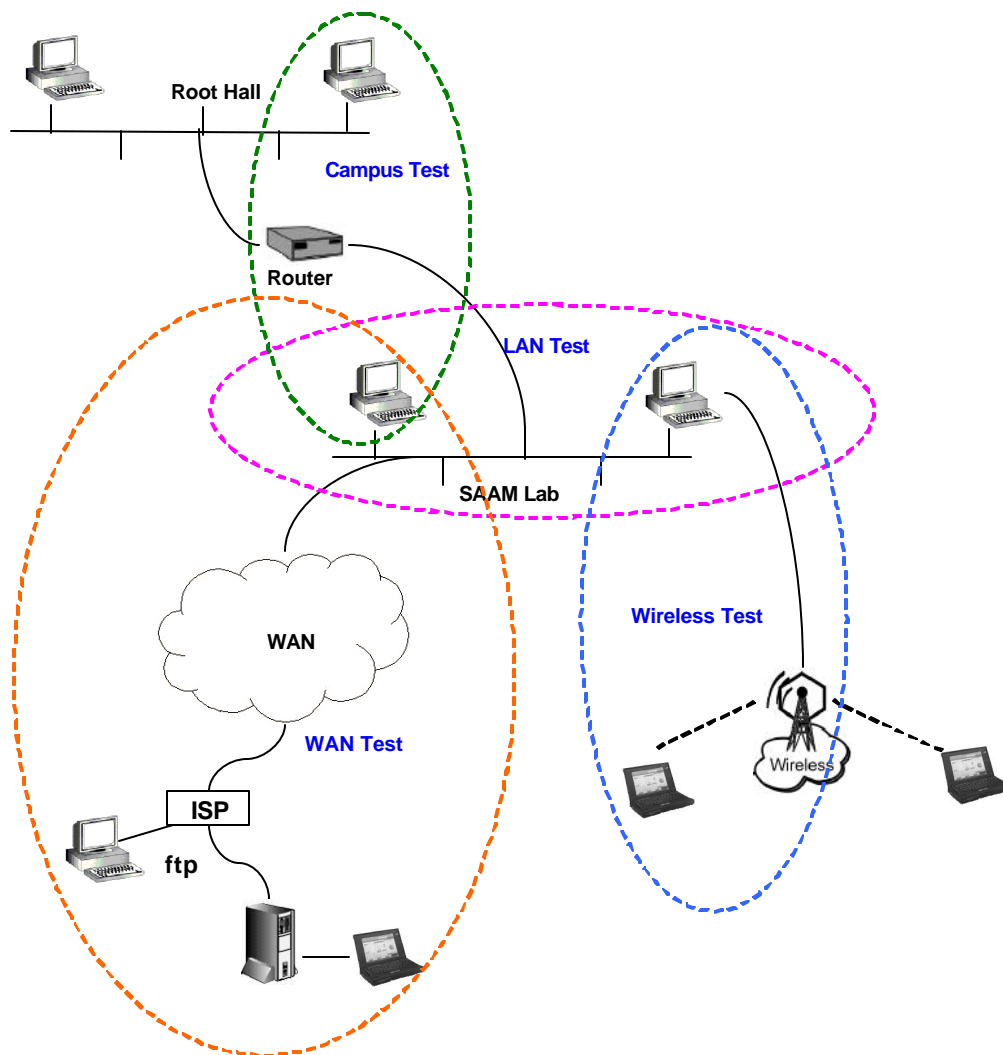 Root Hall
Campus Test
Router
LAN Test
SAAM Lab
Wireless Test
WAN
WAN Test
Wireless
ISP
ftp